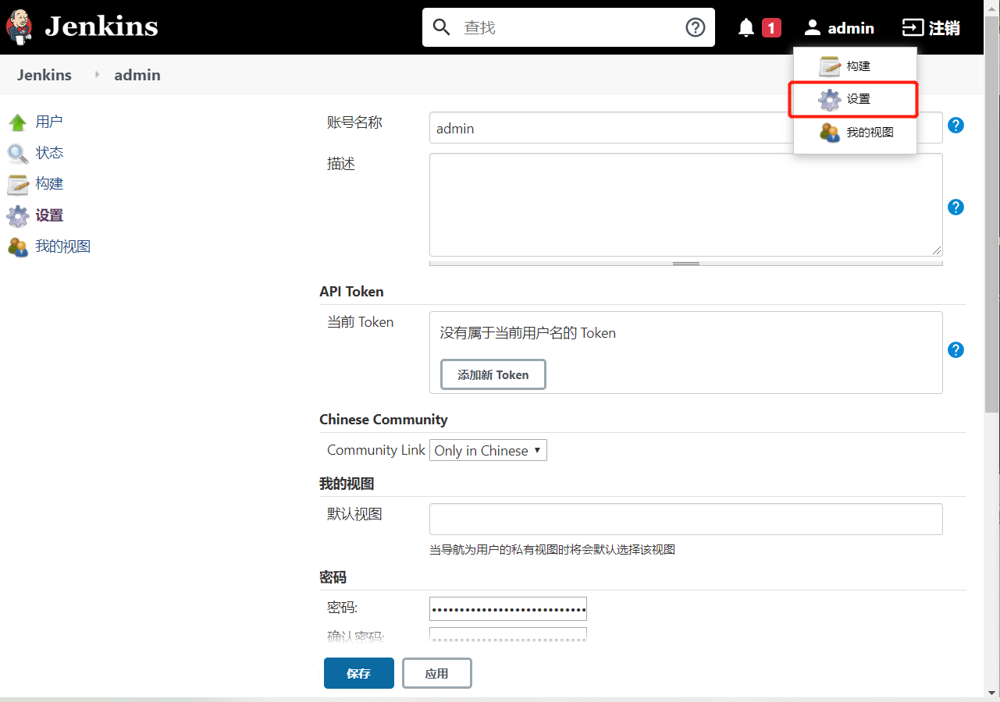 Jenkins
查找
1
admin
注销
Jenkins
admin
构建
设置
我的视图
用户
状态
构建
设置
我的视图
账号名称
admin
描述
API Token
当前 Token
没有属于当前用户名的 Token
添加新 Token
Chinese Community
Community Link
Only in Chinese
我的视图
默认视图
当导航为用户的私有视图时将会默认选择该视图
密码
密码:
确认密码:
保存
应用